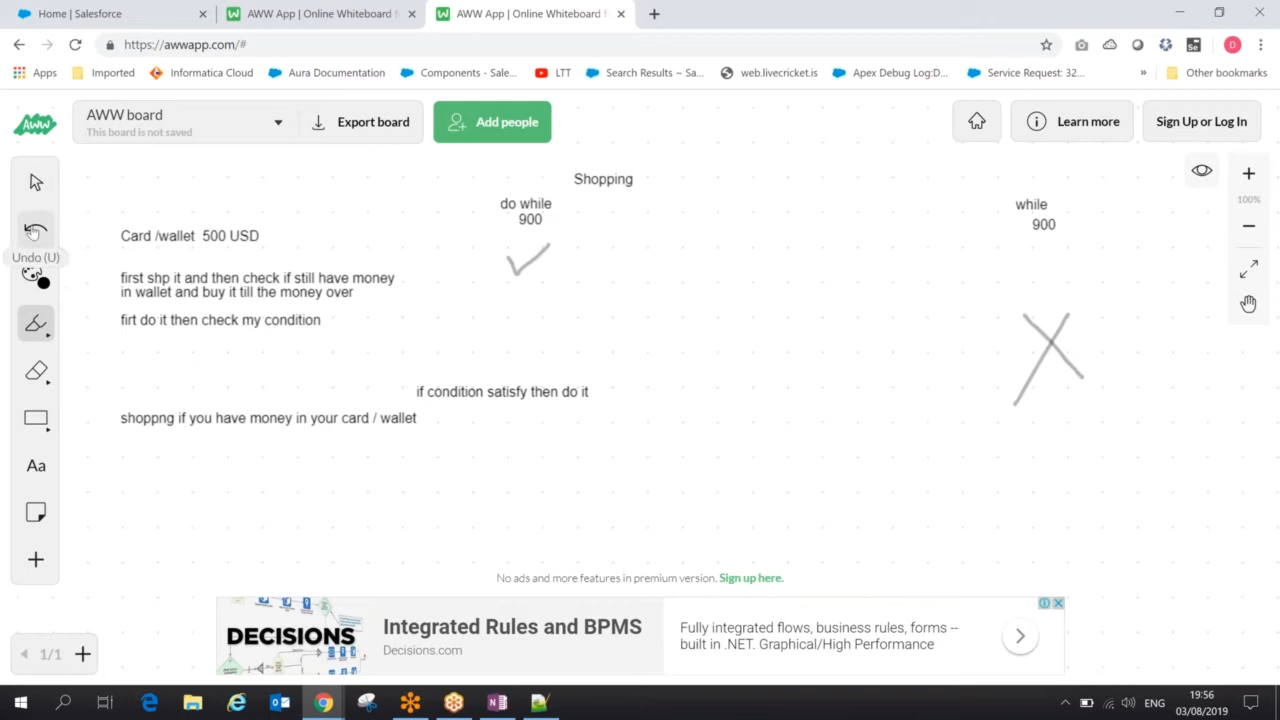 Home | Salesforce
AWW App | Online Whiteboard f
AWW App | Online Whiteboard f
https://awwapp.com/#
Apps
Imported
Informatica Cloud
Aura Documentation
Components - Sale...
LTT
Search Results ~ Sa...
web.livecricket.is
Apex Debug Log:D...
Service Request: 32...
»
Other bookmarks
AWW
AWW board
This board is not saved
Export board
Add people
Learn more
Sign Up or Log In
Shopping
do while
900
while
900
100%
Card /wallet 500 USD
Undo (U)
first shp it and then check if still have money
in wallet and buy it till the money over
firt do it then check my condition
if condition satisfy then do it
shoppng if you have money in your card / wallet
Aa
No ads and more features in premium version. Sign up here.
DECISIONS
Integrated Rules and BPMS
Decisions.com
Fully integrated flows, business rules, forms --
built in .NET. Graphical/High Performance
1/1
ENG
19:56
03/08/2019